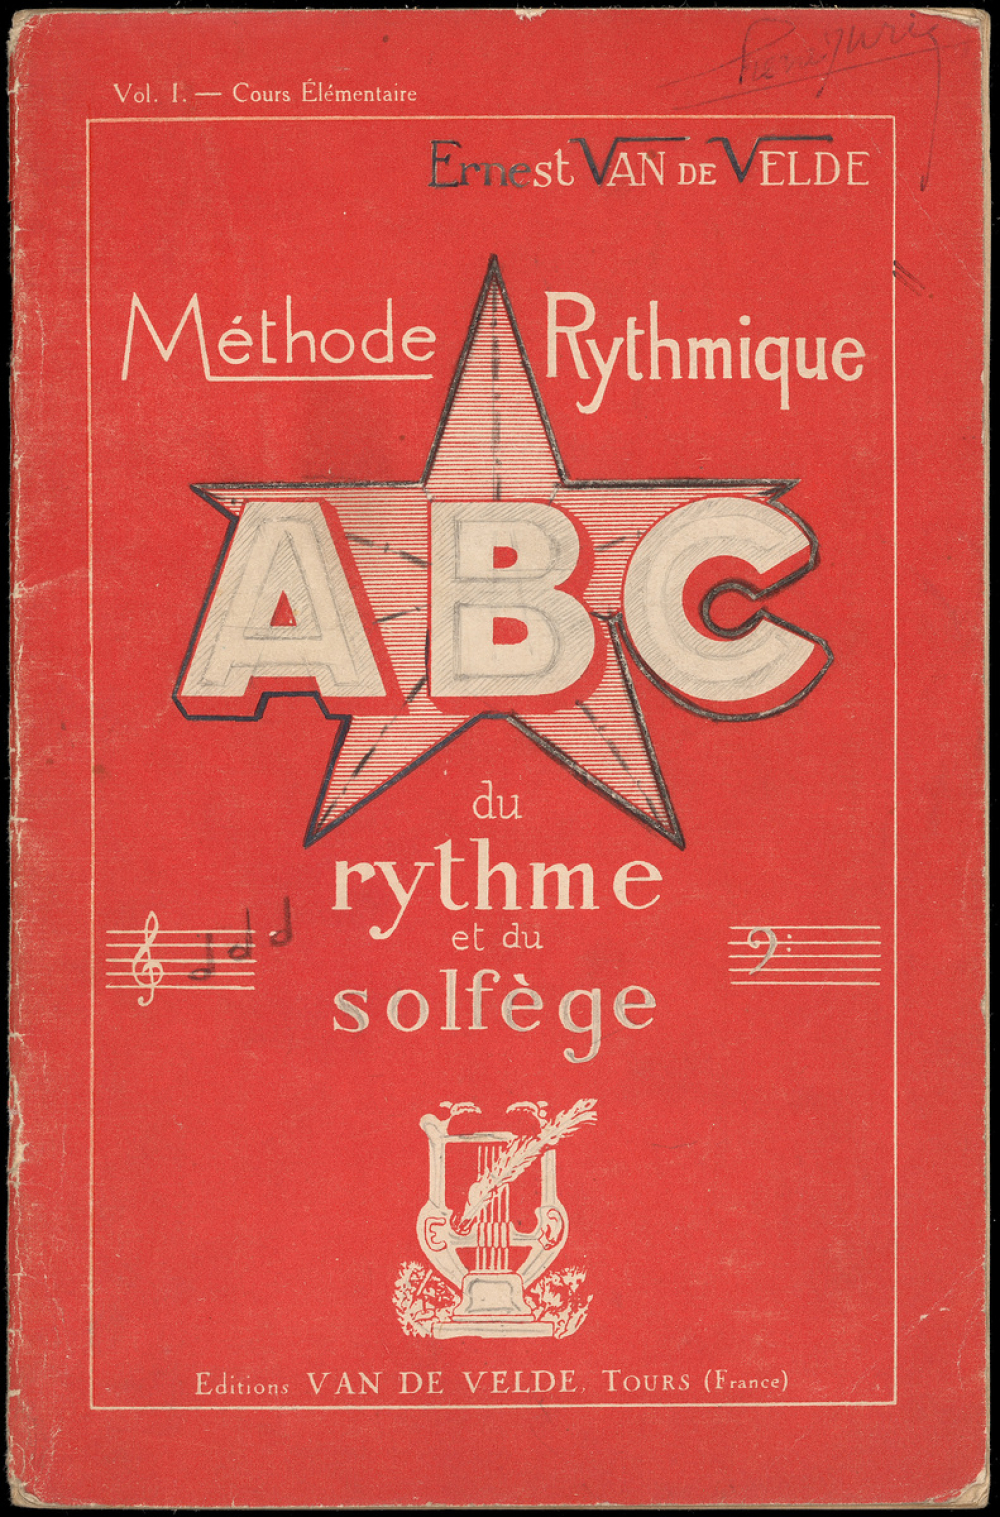 Vol. I. — Cours Élémentaire
Ernest VAN DE VELDE
Méthode Rythmique
ABC
du
rythme
et du
solfège
Editions VAN DE VELDE, TOURS (France)